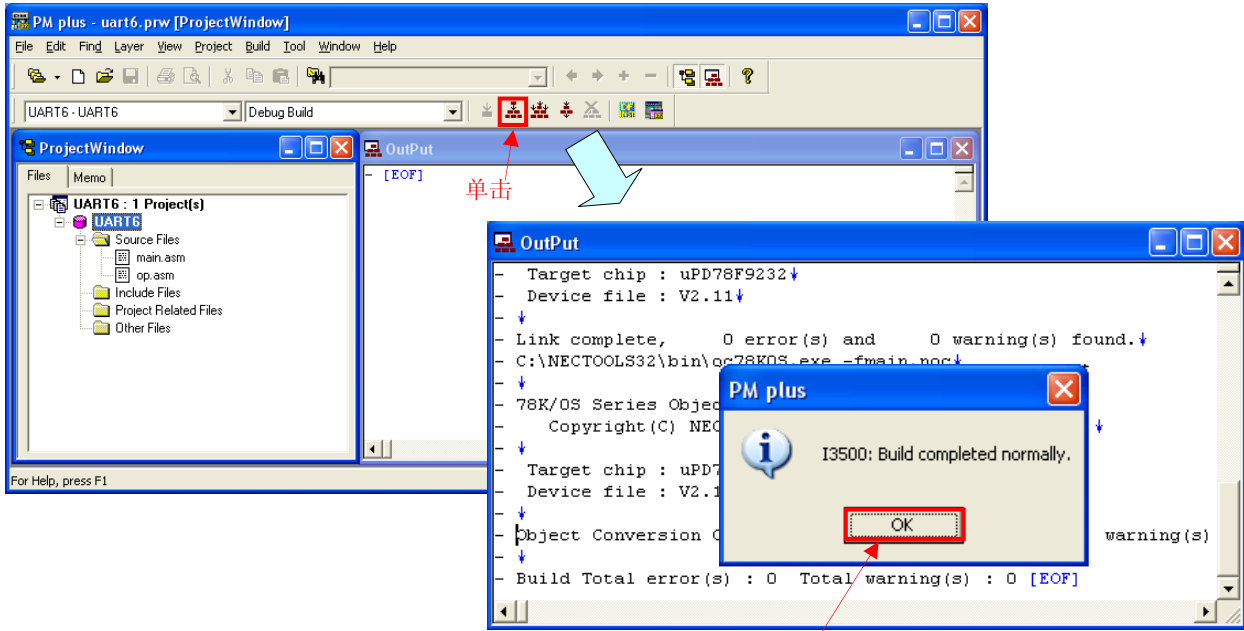 PM plus - uart6.prw [ProjectWindow]
File Edit Find Layer View Project Build Tool Window Help
UART6 - UART6
Debug Build
ProjectWindow
OutPut
Files Memo
- [EOF]
单击
UART6 : 1 Project(s)
UART6
Source Files
main.asm
op.asm
Include Files
Project Related Files
Other Files
For Help, press F1
OutPut
- Target chip : uPD78F9232↓
- Device file : V2.11↓
- ↓
- Link complete, 0 error(s) and 0 warning(s) found.↓
- C:\NECTOOLS32\bin\oc78K0S.exe -fmain.poc↓
- ↓
- 78K/0S Series Objec
- Copyright(C) NEC ↓
- ↓
- Target chip : uPD7
- Device file : V2.1
- ↓
- Object Conversion C warning(s)
- ↓
- Build Total error(s) : 0 Total warning(s) : 0 [EOF]
PM plus
I3500: Build completed normally.
OK